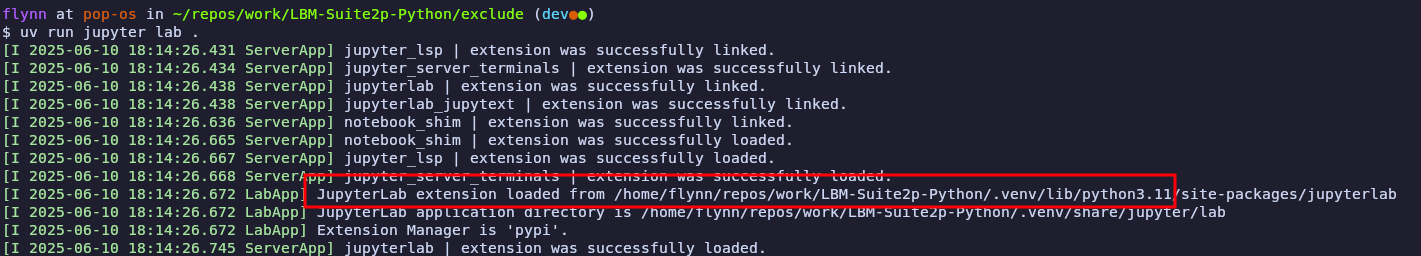 flynn at pop-os in ~/repos/work/LBM-Suite2p-Python/exclude (dev●●)
$ uv run jupyter lab .
[I 2025-06-10 18:14:26.431 ServerApp] jupyter_lsp | extension was successfully linked.
[I 2025-06-10 18:14:26.434 ServerApp] jupyter_server_terminals | extension was successfully linked.
[I 2025-06-10 18:14:26.438 ServerApp] jupyterlab | extension was successfully linked.
[I 2025-06-10 18:14:26.438 ServerApp] jupyterlab_jupytext | extension was successfully linked.
[I 2025-06-10 18:14:26.636 ServerApp] notebook_shim | extension was successfully linked.
[I 2025-06-10 18:14:26.665 ServerApp] notebook_shim | extension was successfully loaded.
[I 2025-06-10 18:14:26.667 ServerApp] jupyter_lsp | extension was successfully loaded.
[I 2025-06-10 18:14:26.668 ServerApp] jupyter_server_terminals | extension was successfully loaded.
[I 2025-06-10 18:14:26.672 LabApp] JupyterLab extension loaded from /home/flynn/repos/work/LBM-Suite2p-Python/.venv/lib/python3.11/site-packages/jupyterlab
[I 2025-06-10 18:14:26.672 LabApp] JupyterLab application directory is /home/flynn/repos/work/LBM-Suite2p-Python/.venv/share/jupyter/lab
[I 2025-06-10 18:14:26.672 LabApp] Extension Manager is 'pypi'.
[I 2025-06-10 18:14:26.745 ServerApp] jupyterlab | extension was successfully loaded.